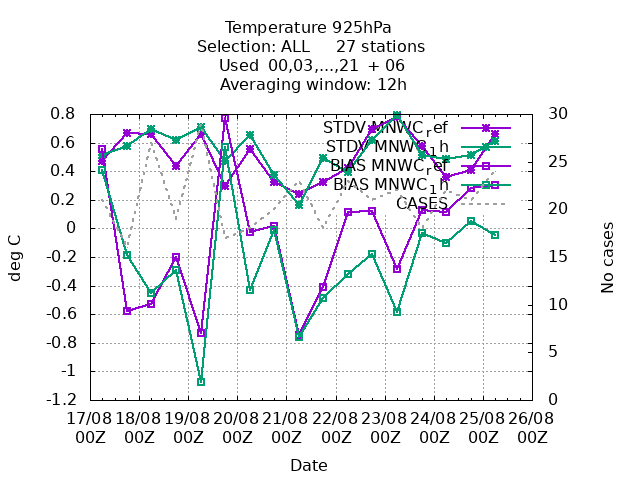 Temperature 925hPa
Selection: ALL 27 stations
Used 00,03,...,21 + 06
Averaging window: 12h
0.8
0.6
0.4
0.2
0
-0.2
-0.4
-0.6
-0.8
-1
-1.2
deg C
30
25
20
15
10
5
0
No cases
STDV MNWC_ref
STDV MNWC_1h
BIAS MNWC_ref
BIAS MNWC_1h
CASES
17/08 18/08 19/08 20/08 21/08 22/08 23/08 24/08 25/08 26/08
00Z 00Z 00Z 00Z 00Z 00Z 00Z 00Z 00Z 00Z
Date